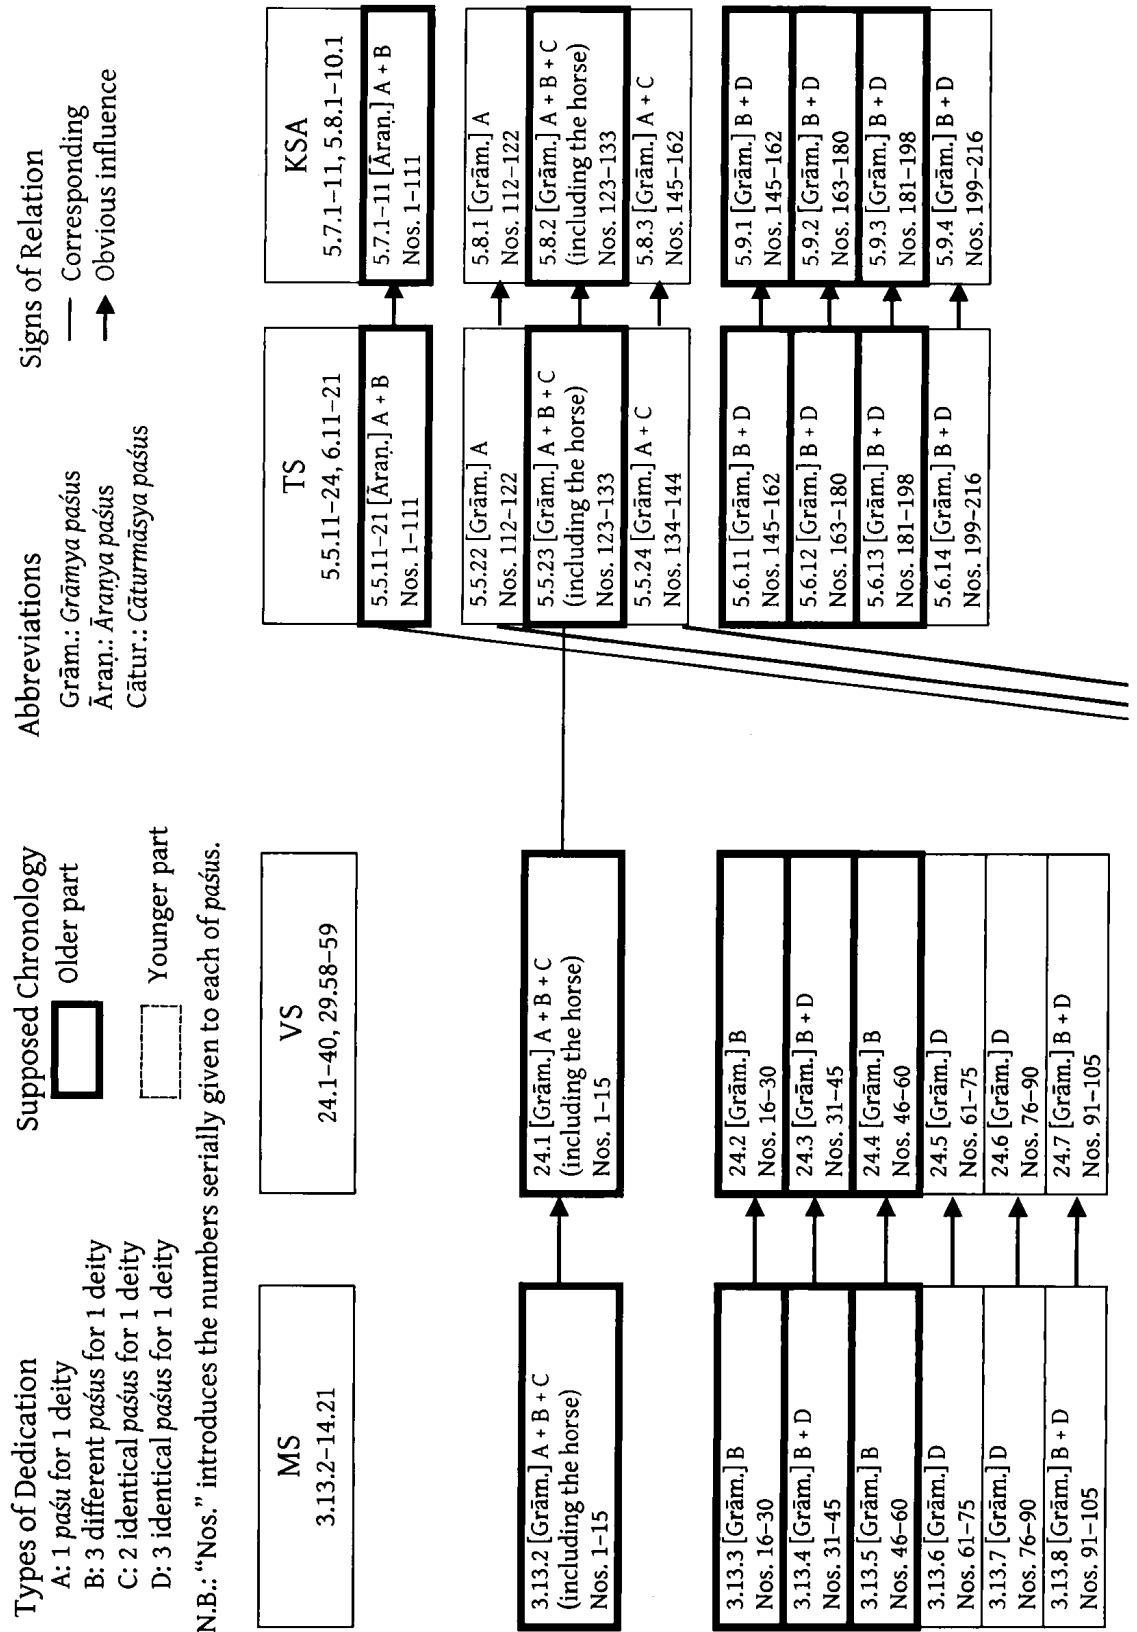 Types of Dedication
A: 1 paśu for 1 deity
B: 3 different paśus for 1 deity
C: 2 identical paśus for 1 deity
D: 3 identical paśus for 1 deity
Supposed Chronology
Older part
Younger part
Abbreviations
Grām.: Grāmya paśus
Āraṇ.: Āraṇya paśus
Cātur.: Cāturmāsya paśus
Signs of Relation
Corresponding
Obvious influence
N.B.: “Nos.” introduces the numbers serially given to each of paśus.
MS
3.13.2–14.21
3.13.2 [Grām.] A + B + C
(including the horse)
Nos. 1–15
3.13.3 [Grām.] B
Nos. 16–30
3.13.4 [Grām.] B + D
Nos. 31–45
3.13.5 [Grām.] B
Nos. 46–60
3.13.6 [Grām.] D
Nos. 61–75
3.13.7 [Grām.] D
Nos. 76–90
3.13.8 [Grām.] B + D
Nos. 91–105
VS
24.1–40, 29.58–59
24.1 [Grām.] A + B + C
(including the horse)
Nos. 1–15
24.2 [Grām.] B
Nos. 16–30
24.3 [Grām.] B + D
Nos. 31–45
24.4 [Grām.] B
Nos. 46–60
24.5 [Grām.] D
Nos. 61–75
24.6 [Grām.] D
Nos. 76–90
24.7 [Grām.] B + D
Nos. 91–105
TS
5.5.11–24, 6.11–21
5.5.11–21 [Āraṇ.] A + B
Nos. 1–111
5.5.22 [Grām.] A
Nos. 112–122
5.5.23 [Grām.] A + B + C
(including the horse)
Nos. 123–133
5.5.24 [Grām.] A + C
Nos. 134–144
5.6.11 [Grām.] B + D
Nos. 145–162
5.6.12 [Grām.] B + D
Nos. 163–180
5.6.13 [Grām.] B + D
Nos. 181–198
5.6.14 [Grām.] B + D
Nos. 199–216
KSA
5.7.1–11, 5.8.1–10.1
5.7.1–11 [Āraṇ.] A + B
Nos. 1–111
5.8.1 [Grām.] A
Nos. 112–122
5.8.2 [Grām.] A + B + C
(including the horse)
Nos. 123–133
5.8.3 [Grām.] A + C
Nos. 145–162
5.9.1 [Grām.] B + D
Nos. 145–162
5.9.2 [Grām.] B + D
Nos. 163–180
5.9.3 [Grām.] B + D
Nos. 181–198
5.9.4 [Grām.] B + D
Nos. 199–216